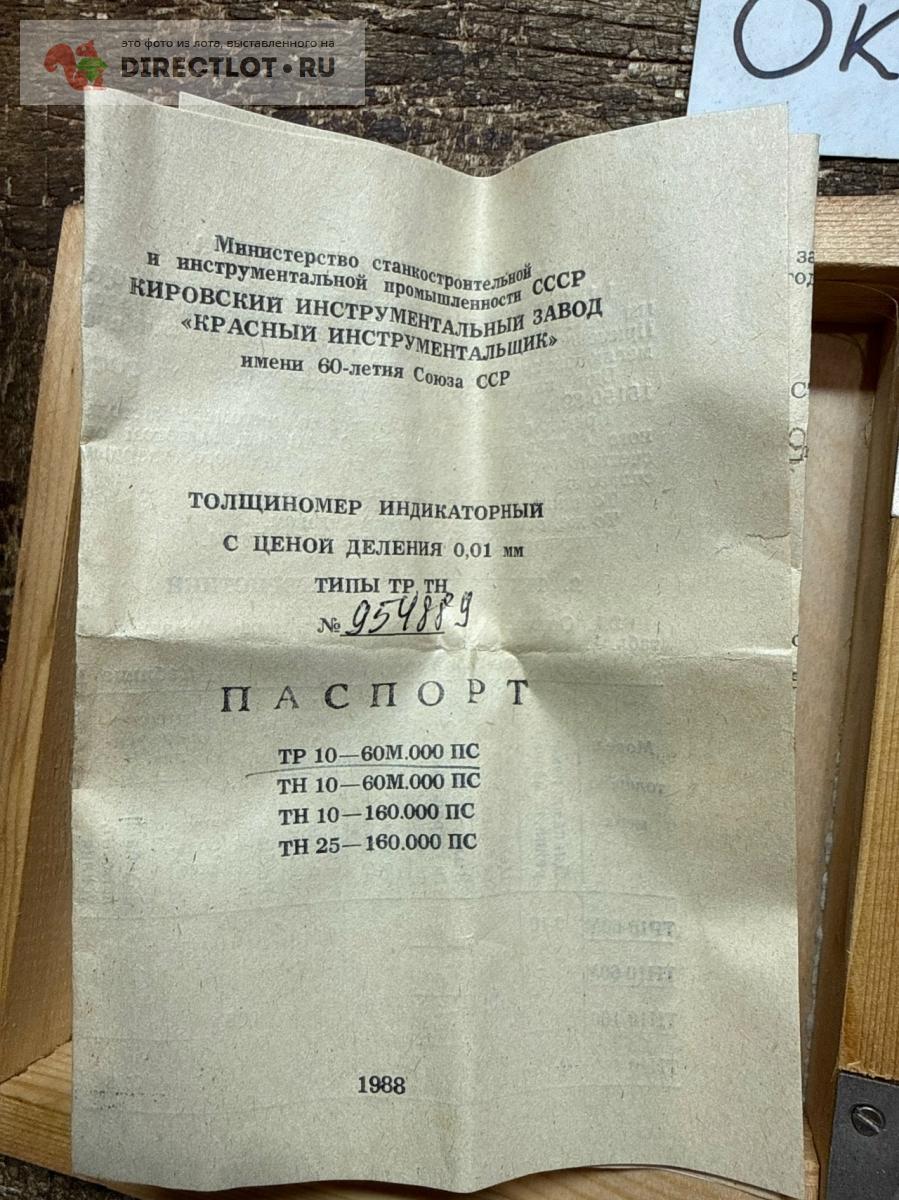 это фото из лота, выставленного на
DIRECTLOT.RU
Ок
Министерство станкостроительной
и инструментальной промышленности СССР
КИРОВСКИЙ ИНСТРУМЕНТАЛЬНЫЙ ЗАВОД
«КРАСНЫЙ ИНСТРУМЕНТАЛЬЩИК»
имени 60-летия Союза ССР
ТОЛЩИНОМЕР ИНДИКАТОРНЫЙ
С ЦЕНОЙ ДЕЛЕНИЯ 0,01 мм
ТИПЫ ТР, ТН
№ 954889
ПАСПОРТ
ТР 10—60М.000 ПС
ТН 10—60М.000 ПС
ТН 10—160.000 ПС
ТН 25—160.000 ПС
1988